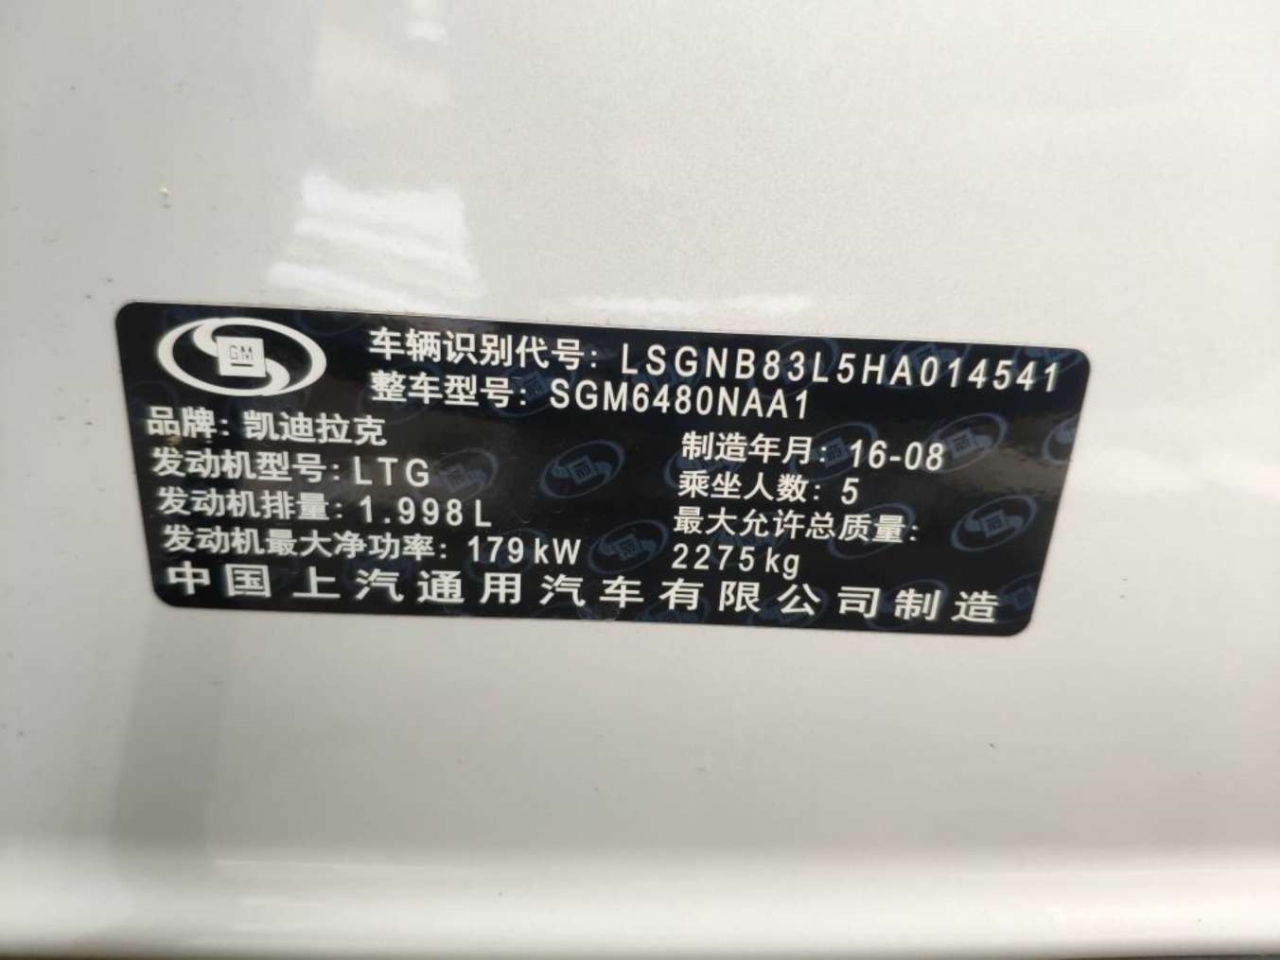 GM
车辆识别代号: LSGNB83L5HA014541
整车型号: SGM6480NAA1
品牌: 凯迪拉克
制造年月: 16-08
发动机型号: LTG
乘坐人数: 5
发动机排量: 1.998L
最大允许总质量:
2275kg
发动机最大净功率: 179kW
中国上汽通用汽车有限公司制造